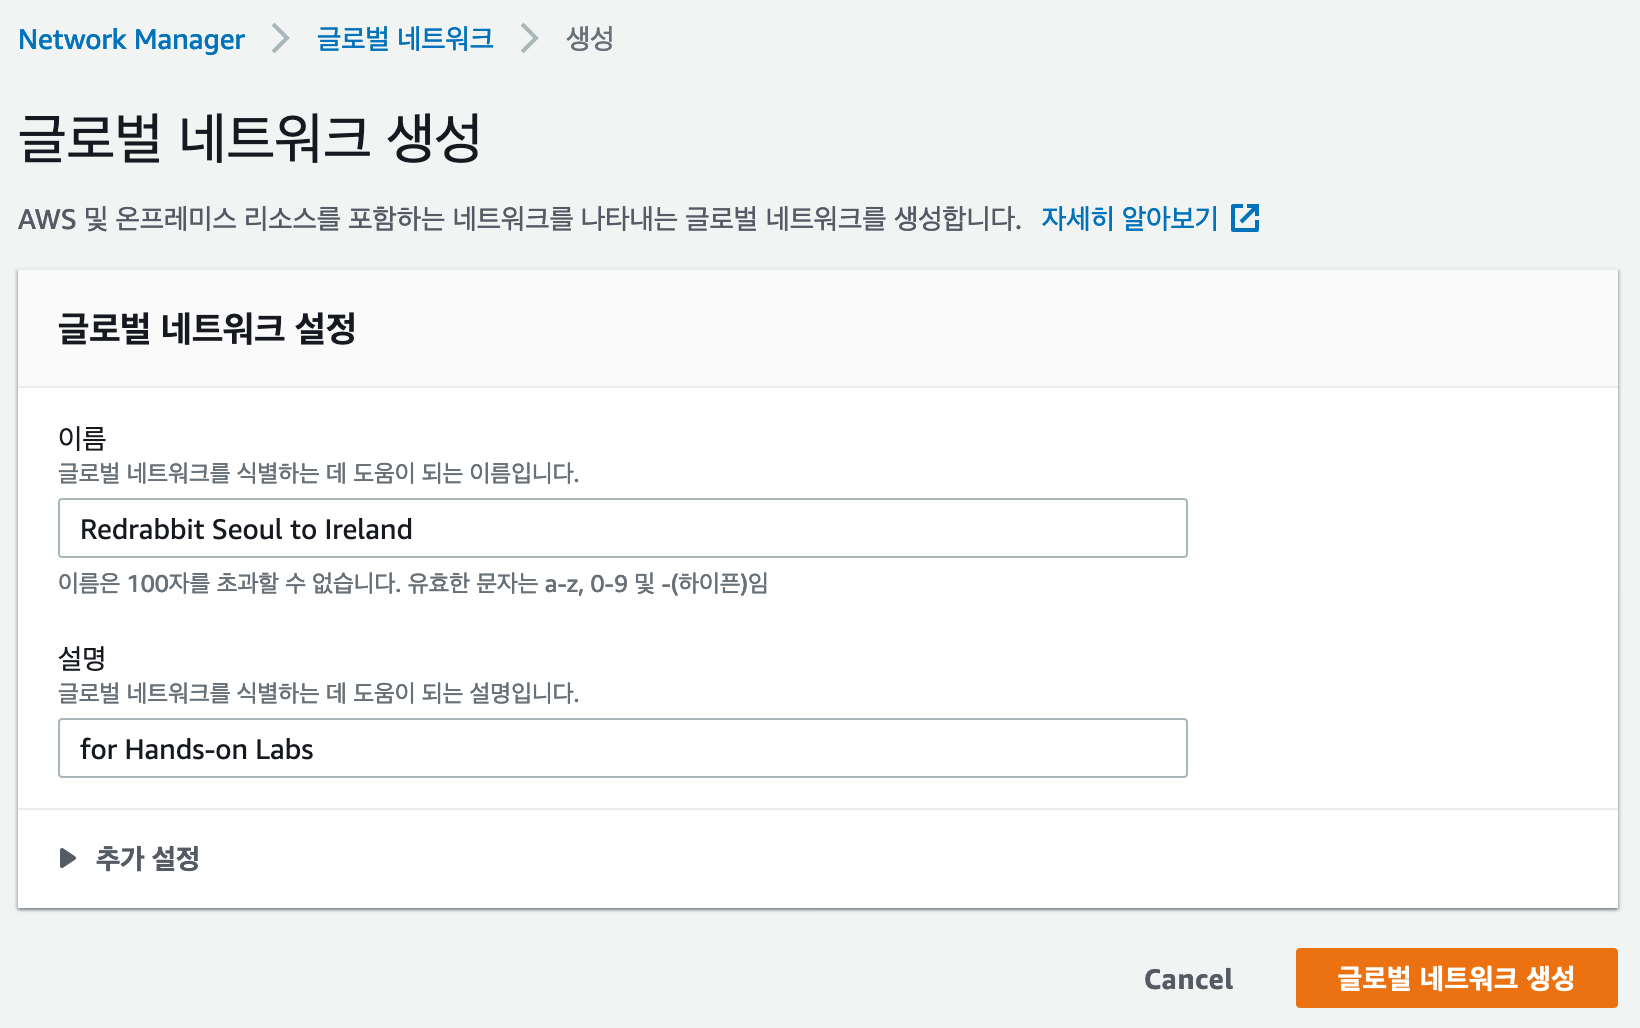 Network Manager > 글로벌 네트워크 > 생성
글로벌 네트워크 생성
AWS 및 온프레미스 리소스를 포함하는 네트워크를 나타내는 글로벌 네트워크를 생성합니다. 자세히 알아보기
글로벌 네트워크 설정
이름
글로벌 네트워크를 식별하는 데 도움이 되는 이름입니다.
Redrabbit Seoul to Ireland
이름은 100자를 초과할 수 없습니다. 유효한 문자는 a-z, 0-9 및 -(하이픈)임
설명
글로벌 네트워크를 식별하는 데 도움이 되는 설명입니다.
for Hands-on Labs
추가 설정
Cancel 글로벌 네트워크 생성